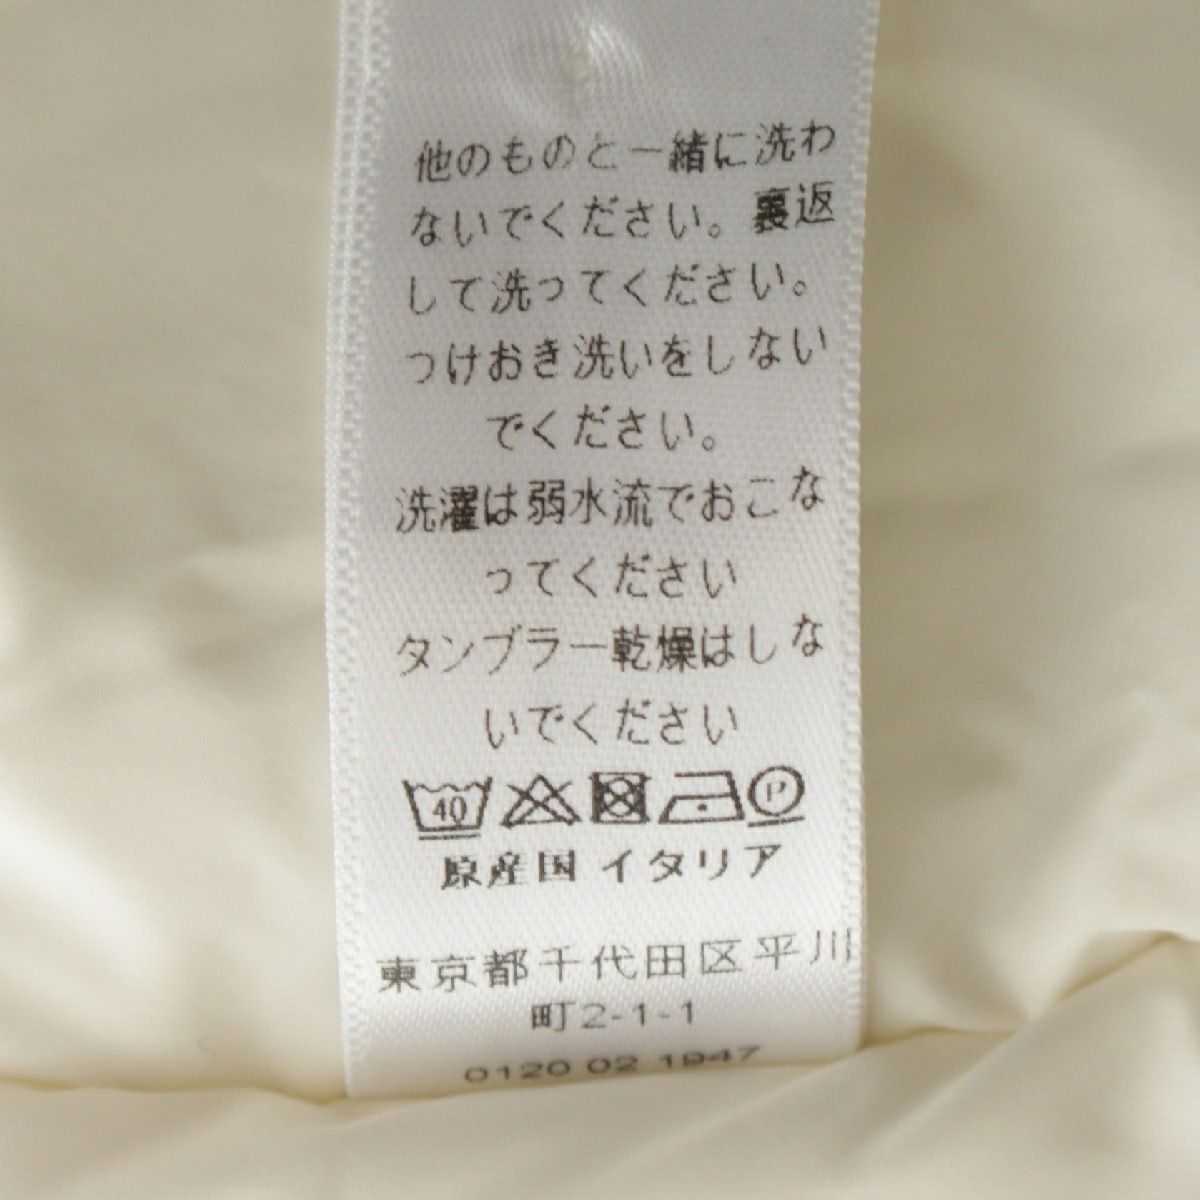 他のものと一緒に洗わ
ないでください。裏返
して洗ってください。
つけおき洗いをしない
でください。
洗濯は弱水流でおこな
ってください
タンブラー乾燥はしな
いでください
40 P
原産国 イタリア
東京都千代田区平川
町2-1-1
0120 02 1947